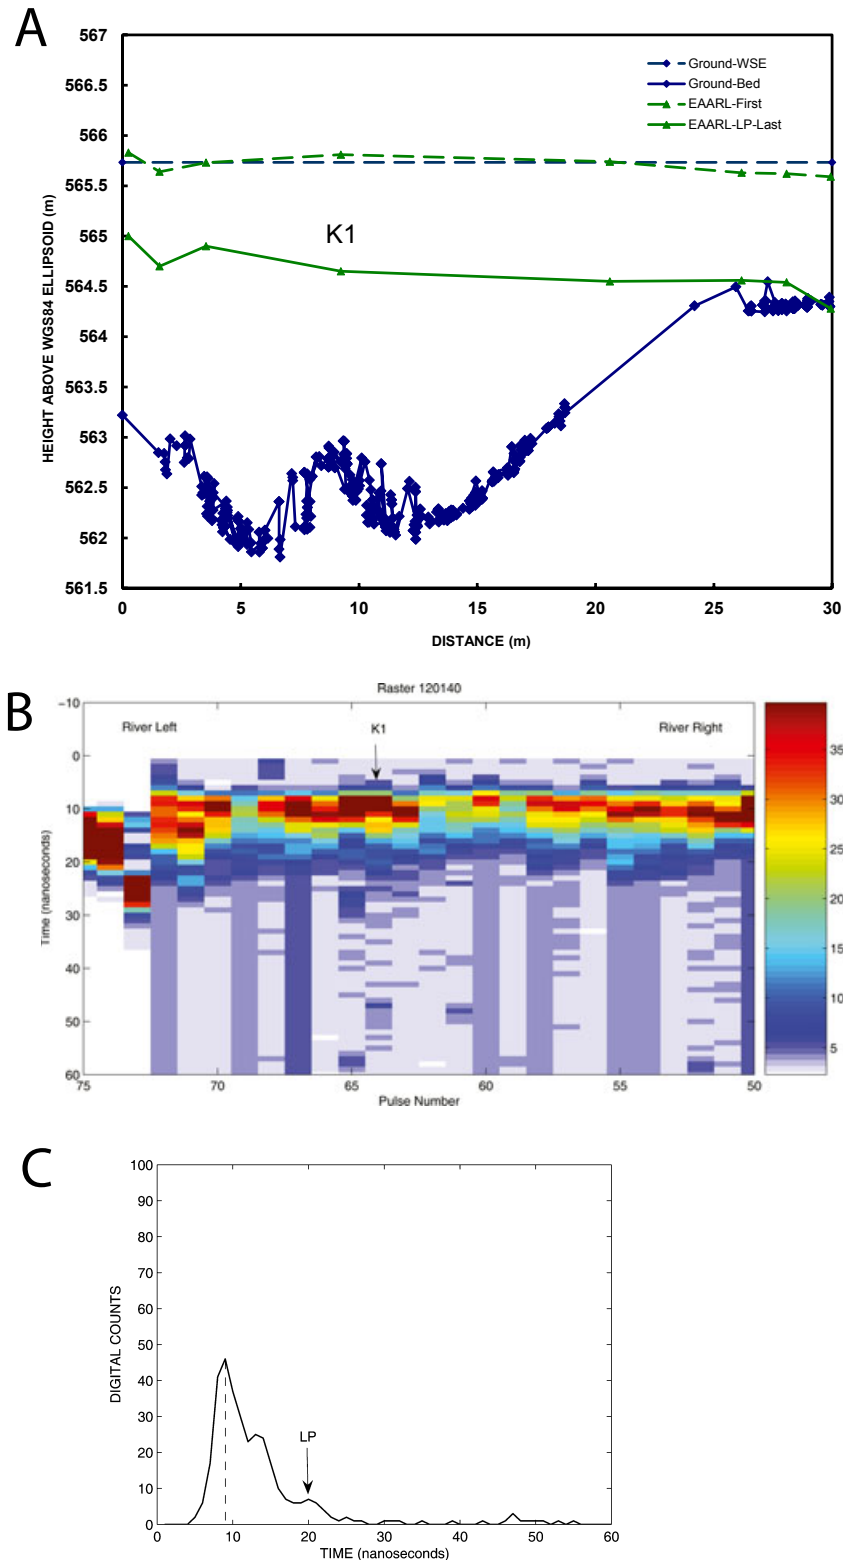 A
567
566.5
566
565.5
565
564.5
564
563.5
563
562.5
562
561.5
HEIGHT ABOVE WGS84 ELLIPSOID (m)
Ground-WSE
Ground-Bed
EAARL-First
EAARL-LP-Last
K1
0 5 10 15 20 25 30
DISTANCE (m)
B
Raster 120140
River Left
K1
River Right
−10
0
10
20
30
40
50
60
Time (nanoseconds)
75 70 65 60 55 50
Pulse Number
35
30
25
20
15
10
5
C
100
90
80
70
60
50
40
30
20
10
0
DIGITAL COUNTS
LP
0 10 20 30 40 50 60
TIME (nanoseconds)